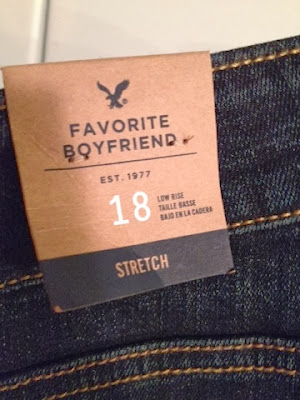 FAVORITE
BOYFRIEND
EST. 1977
18
LOW RISE
TAILLE BASSE
BAJO EN LA CADERA
STRETCH